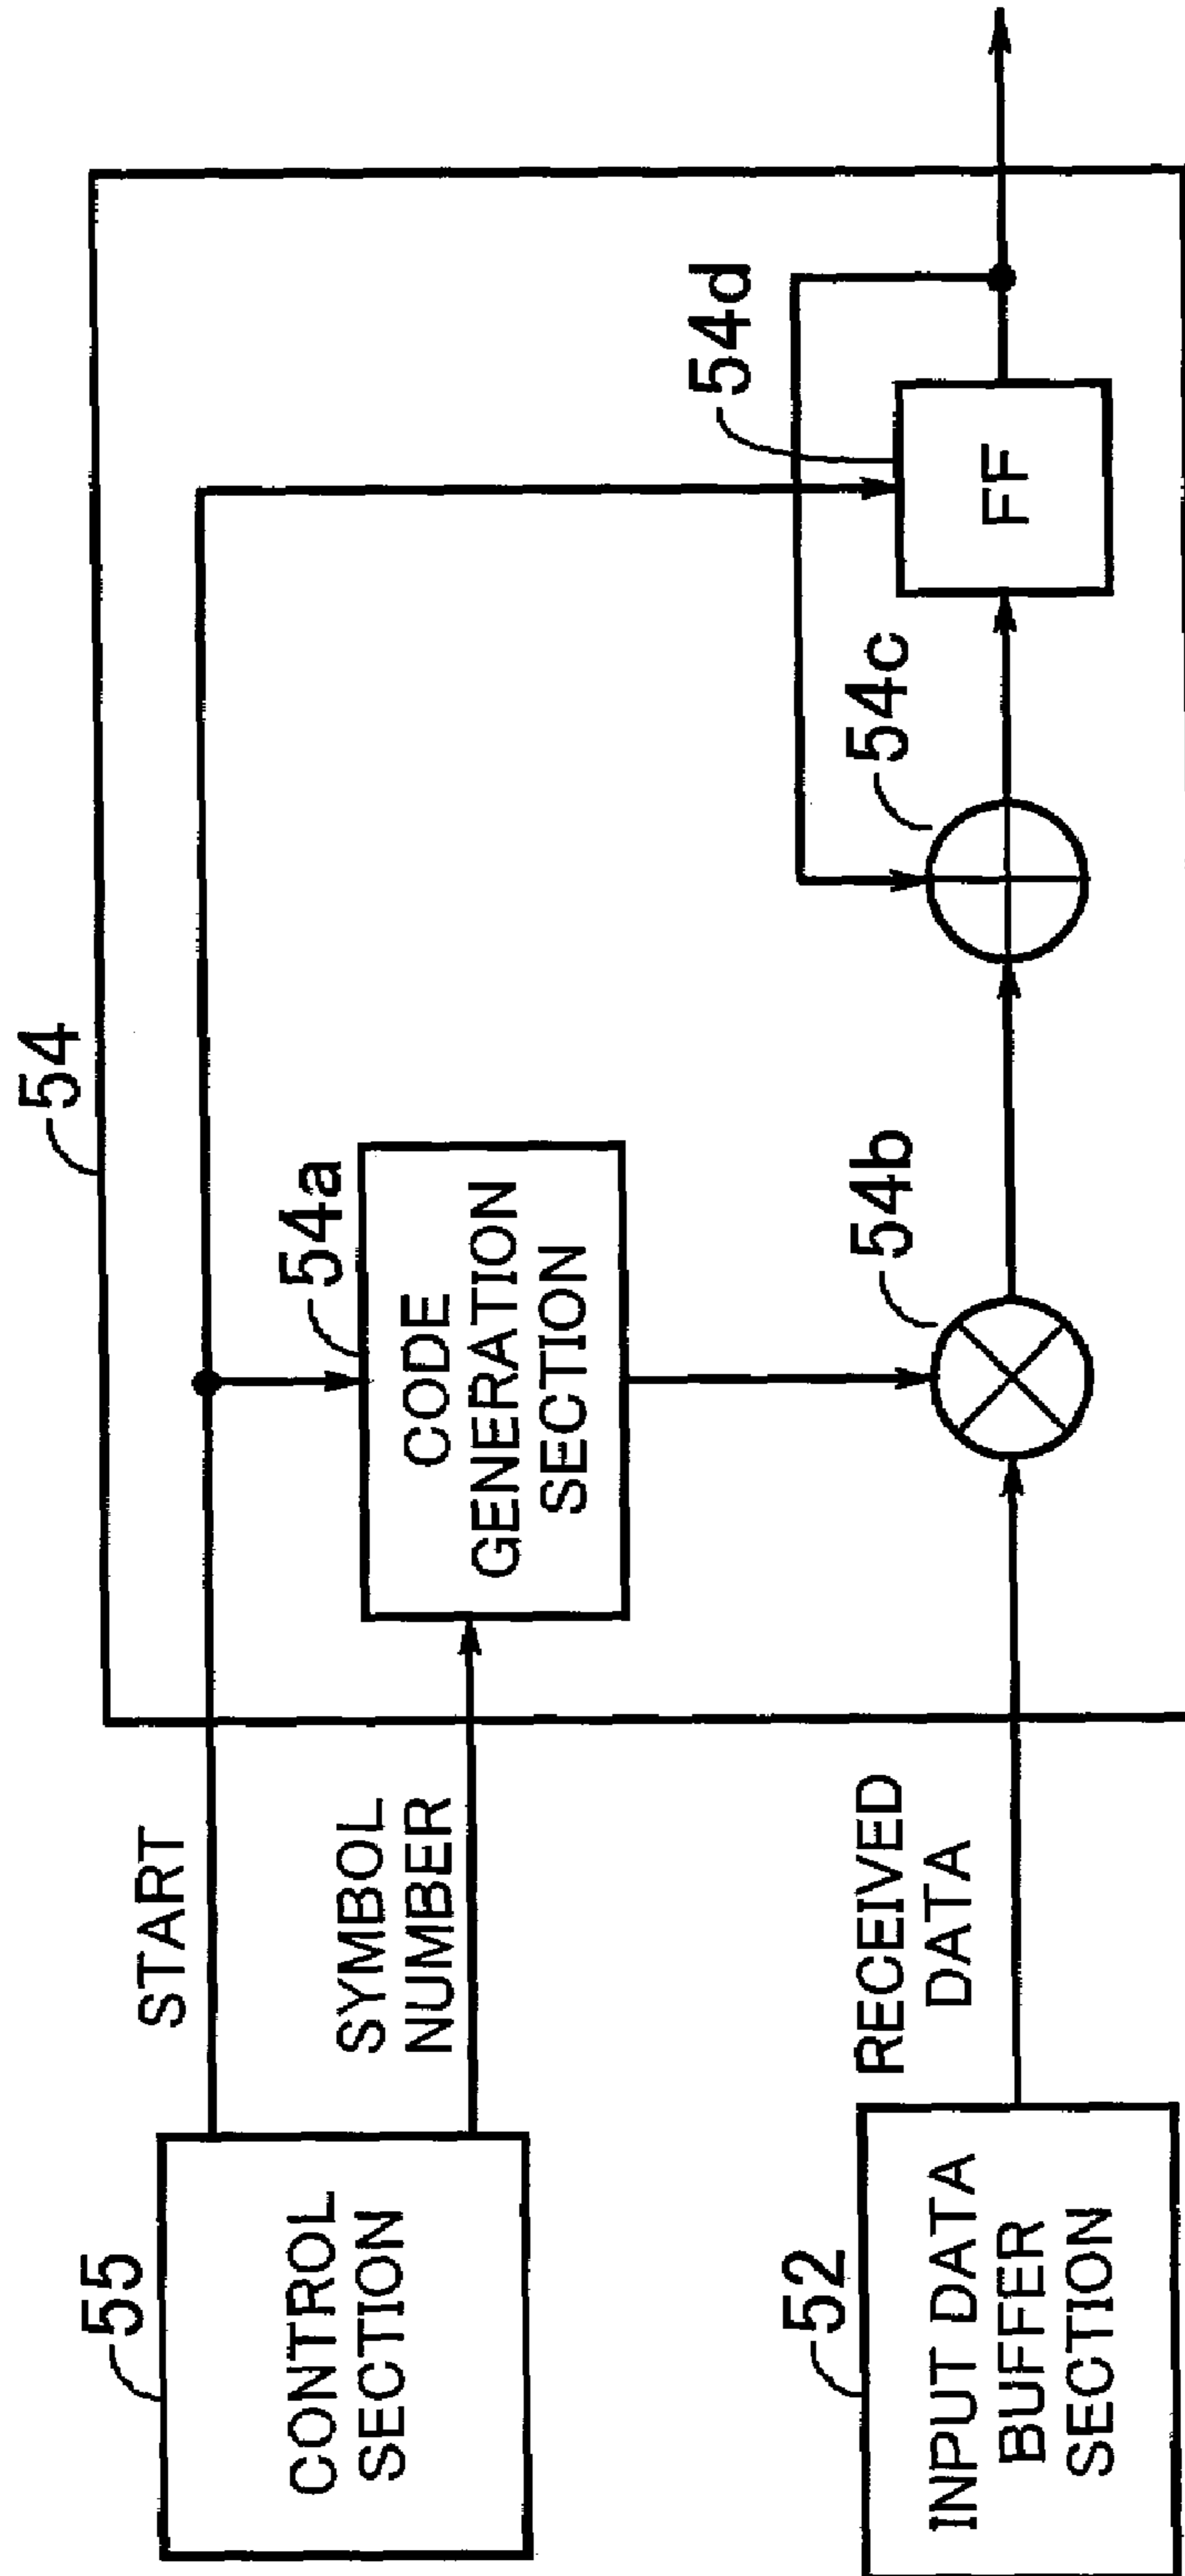 55
CONTROL
SECTION
START
SYMBOL
NUMBER
54
54a
CODE
GENERATION
SECTION
54d
FF
54c
54b
52
INPUT DATA
BUFFER
SECTION
RECEIVED
DATA